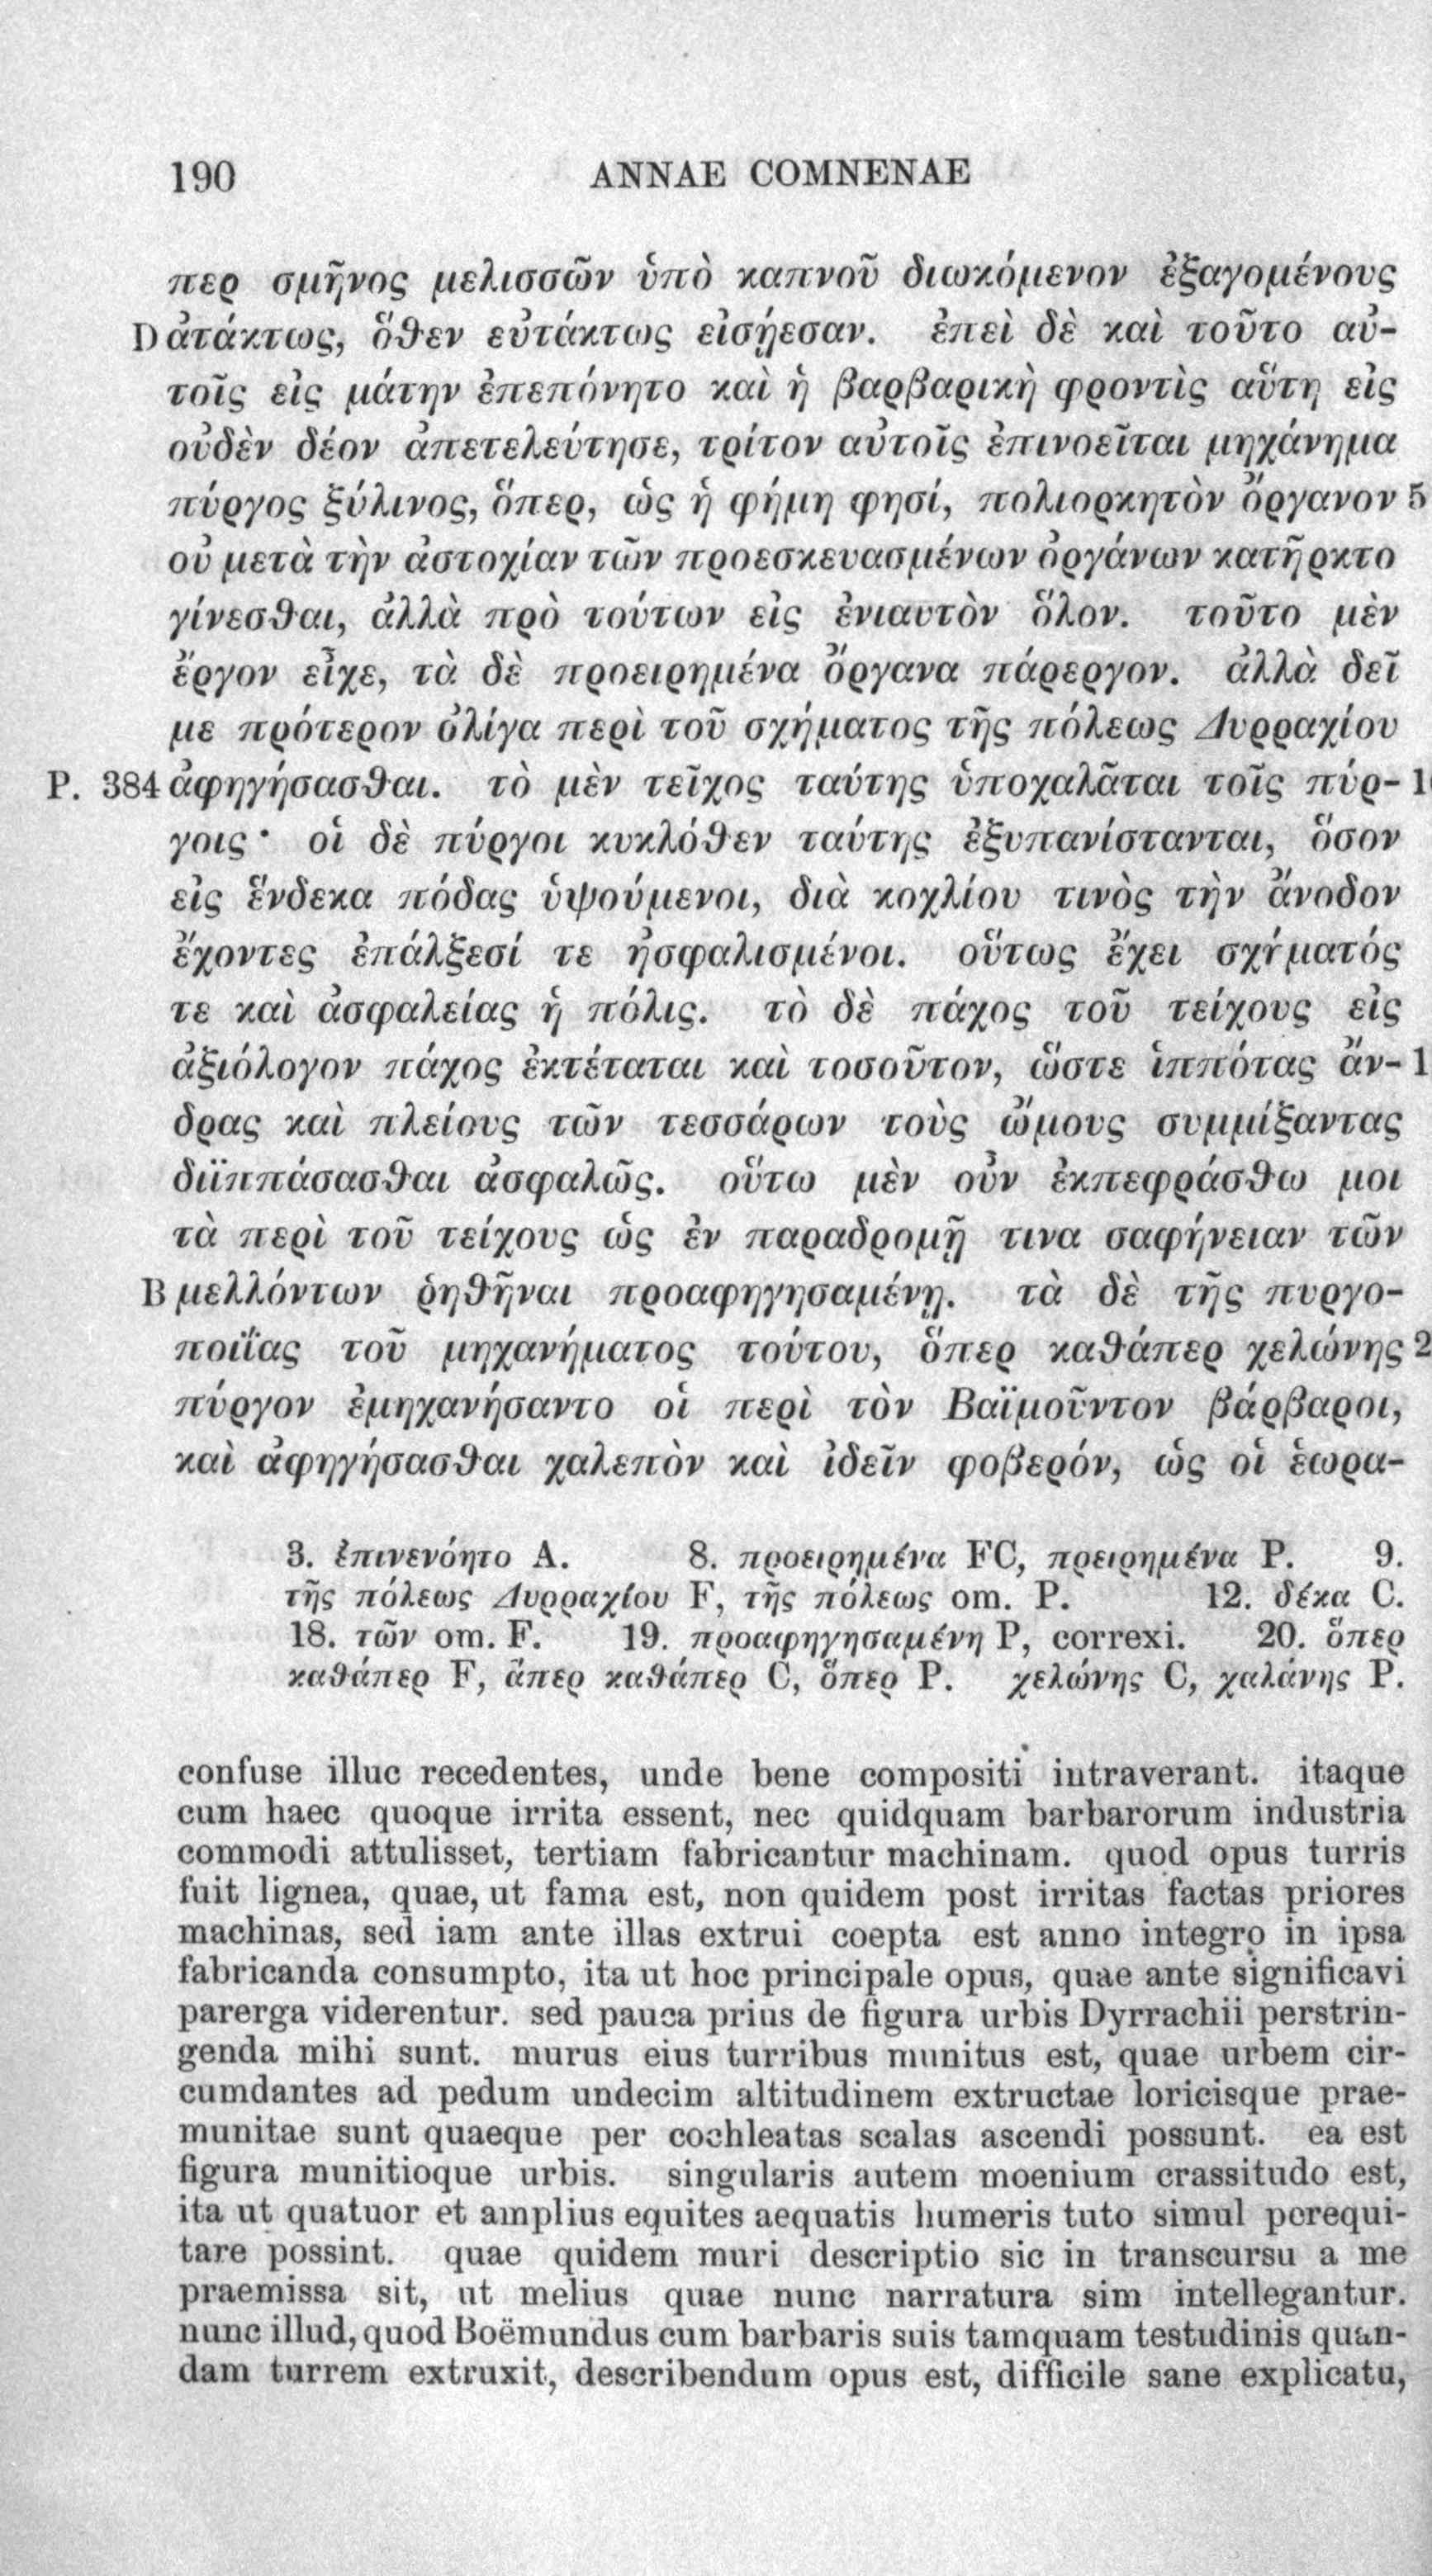 190 ANNAE COMNENAE
περ σμῆνος μελισσῶν ὑπὸ καπνοῦ διωκόμενον ἐξαγομένους
D ἀτάκτως, ὅθεν εὐτάκτως εἰσῄεσαν. ἐπεὶ δὲ καὶ τοῦτο αὐ-
τοῖς εἰς μάτην ἐπεπόνητο καὶ ἡ βαρβαρικὴ φροντὶς αὕτη εἰς
οὐδὲν δέον ἀπετελεύτησε, τρίτον αὐτοῖς ἐπινοεῖται μηχάνημα
πύργος ξύλινος, ὅπερ, ὡς ἡ φήμη φησί, πολιορκητὸν ὄργανον 5
οὐ μετὰ τὴν ἀστοχίαν τῶν προεσκευασμένων ὀργάνων κατῆρκτο
γίνεσθαι, ἀλλὰ πρὸ τούτων εἰς ἐνιαυτὸν ὅλον. τοῦτο μὲν
ἔργον εἶχε, τὰ δὲ προειρημένα ὄργανα πάρεργον. ἀλλὰ δεῖ
με πρότερον ὀλίγα περὶ τοῦ σχήματος τῆς πόλεως Δυρραχίου
P. 384 ἀφηγήσασθαι. τὸ μὲν τεῖχος ταύτης ὑποχαλᾶται τοῖς πύρ- 1
γοις· οἱ δὲ πύργοι κυκλόθεν ταύτης ἐξυπανίστανται, ὅσον
εἰς ἕνδεκα πόδας ὑψούμενοι, διὰ κοχλίου τινὸς τὴν ἄνοδον
ἔχοντες ἐπάλξεσί τε ἠσφαλισμένοι. οὕτως ἔχει σχήματός
τε καὶ ἀσφαλείας ἡ πόλις. τὸ δὲ πάχος τοῦ τείχους εἰς
ἀξιόλογον πάχος ἐκτέταται καὶ τοσοῦτον, ὥστε ἱππότας ἄν- 1
δρας καὶ πλείους τῶν τεσσάρων τοὺς ὤμους συμμίξαντας
διϊππάσασθαι ἀσφαλῶς. οὕτω μὲν οὖν ἐκπεφράσθω μοι
τὰ περὶ τοῦ τείχους ὡς ἐν παραδρομῇ τινα σαφήνειαν τῶν
B μελλόντων ῥηθῆναι προαφηγησαμένῃ. τὰ δὲ τῆς πυργο-
ποιΐας τοῦ μηχανήματος τούτου, ὅπερ καθάπερ χελώνης 2
πύργον ἐμηχανήσαντο οἱ περὶ τὸν Βαϊμοῦντον βάρβαροι,
καὶ ἀφηγήσασθαι χαλεπὸν καὶ ἰδεῖν φοβερόν, ὡς οἱ ἑωρα-
3. ἐπινενόητο A. 8. προειρημένα FC, πρειρημένα P. 9.
τῆς πόλεως Δυρραχίου F, τῆς πόλεως om. P. 12. δέκα C.
18. τῶν om. F. 19. προαφηγησαμένη P, correxi. 20. ὅπερ
καθάπερ F, ἅπερ καθάπερ C, ὅπερ P. χελώνης C, χαλάνης P.
confuse illuc recedentes, unde bene compositi intraverant. itaque
cum haec quoque irrita essent, nec quidquam barbarorum industria
commodi attulisset, tertiam fabricantur machinam. quod opus turris
fuit lignea, quae, ut fama est, non quidem post irritas factas priores
machinas, sed iam ante illas extrui coepta est anno integro in ipsa
fabricanda consumpto, ita ut hoc principale opus, quae ante significavi
parerga viderentur. sed pauca prius de figura urbis Dyrrachii perstrin-
genda mihi sunt. murus eius turribus munitus est, quae urbem cir-
cumdantes ad pedum undecim altitudinem extructae loricisque prae-
munitae sunt quaeque per cochleatas scalas ascendi possunt. ea est
figura munitioque urbis. singularis autem moenium crassitudo est,
ita ut quatuor et amplius equites aequatis humeris tuto simul perequi-
tare possint. quae quidem muri descriptio sic in transcursu a me
praemissa sit, ut melius quae nunc narratura sim intellegantur.
nunc illud, quod Boëmundus cum barbaris suis tamquam testudinis quan-
dam turrem extruxit, describendum opus est, difficile sane explicatu,